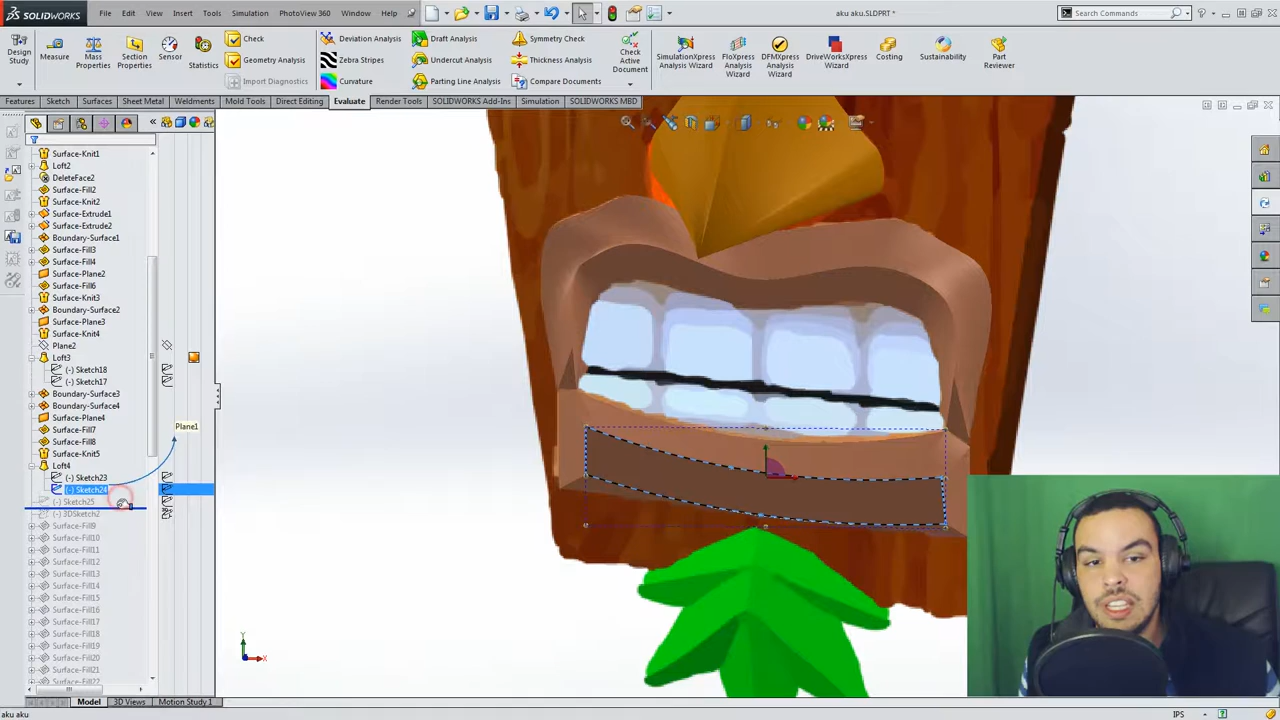 SOLIDWORKS File Edit View Insert Tools Simulation PhotoView 360 Window Help aku aku.SLDPRT * Search Commands
Design Study Measure Mass Properties Section Properties Sensor Statistics Check Geometry Analysis Import Diagnostics Deviation Analysis Zebra Stripes Curvature Draft Analysis Undercut Analysis Parting Line Analysis Symmetry Check Thickness Analysis Compare Documents Check Active Document SimulationXpress Analysis Wizard FloXpress Analysis Wizard DFMXpress Analysis Wizard DriveWorksXpress Wizard Costing Sustainability Part Reviewer
Features Sketch Surfaces Sheet Metal Weldments Mold Tools Direct Editing Evaluate Render Tools SOLIDWORKS Add-Ins Simulation SOLIDWORKS MBD
Surface-Knit1
Loft2
DeleteFace2
Surface-Fill2
Surface-Knit2
Surface-Extrude1
Surface-Extrude2
Boundary-Surface1
Surface-Fill3
Surface-Fill4
Surface-Plane2
Surface-Fill6
Surface-Knit3
Boundary-Surface2
Surface-Plane3
Surface-Knit4
Plane2
Loft3
(-) Sketch18
(-) Sketch17
Boundary-Surface3
Boundary-Surface4
Surface-Plane4
Surface-Fill7
Plane1
Surface-Fill8
Surface-Knit5
Loft4
(-) Sketch23
(-) Sketch24
(-) Sketch25
(-) 3DSketch2
Surface-Fill9
Surface-Fill10
Surface-Fill11
Surface-Fill12
Surface-Fill13
Surface-Fill14
Surface-Fill15
Surface-Fill16
Surface-Fill17
Surface-Fill18
Surface-Fill19
Surface-Fill20
Surface-Fill21
Surface-Fill22
Y
X
Model 3D Views Motion Study 1
aku aku IPS